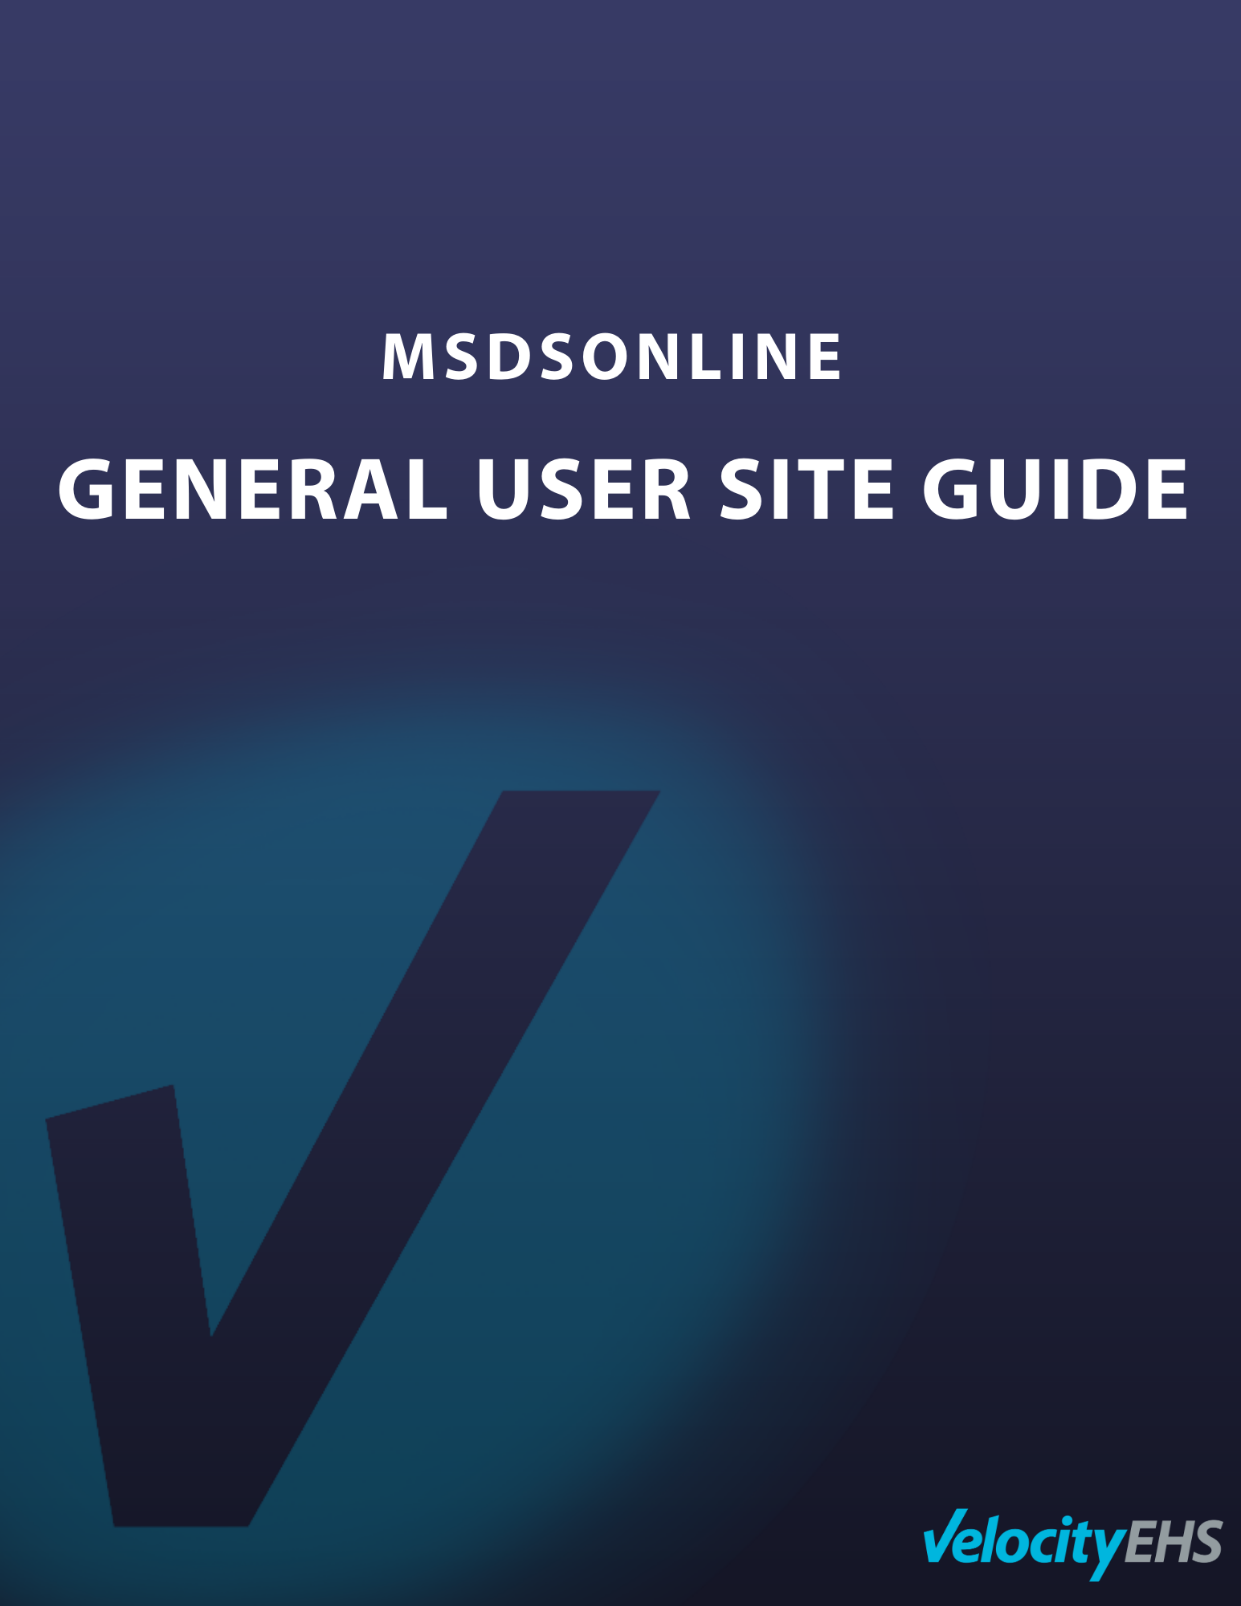 MSDSONLINE
GENERAL USER SITE GUIDE
VelocityEHS